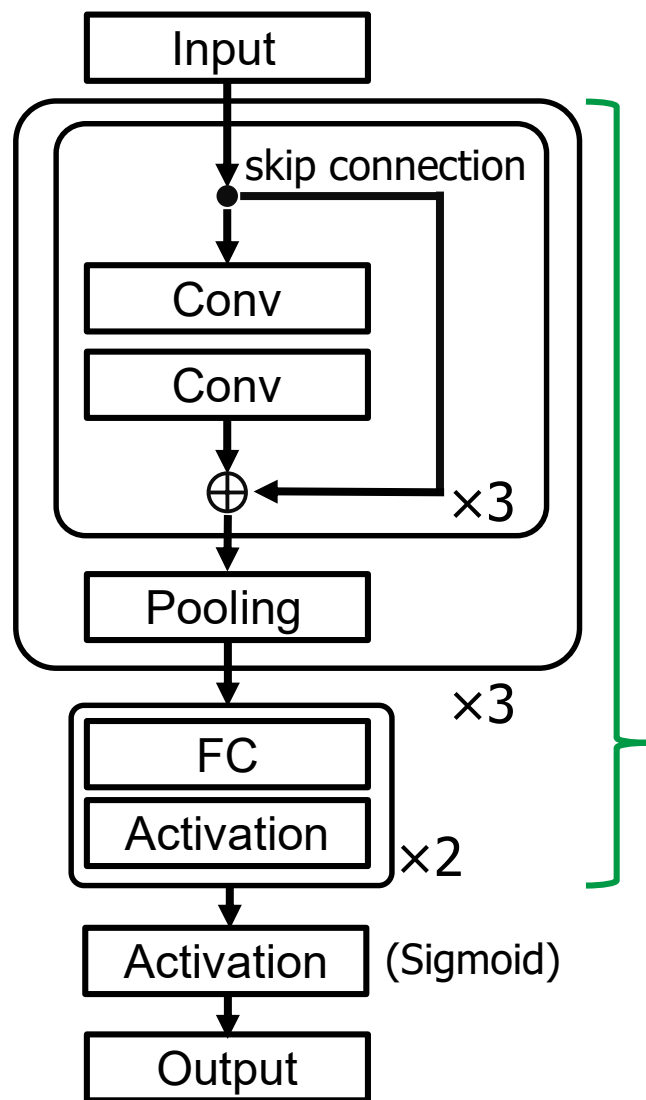 Input
skip connection
Conv
Conv
×3
Pooling
×3
FC
Activation
×2
Activation (Sigmoid)
Output